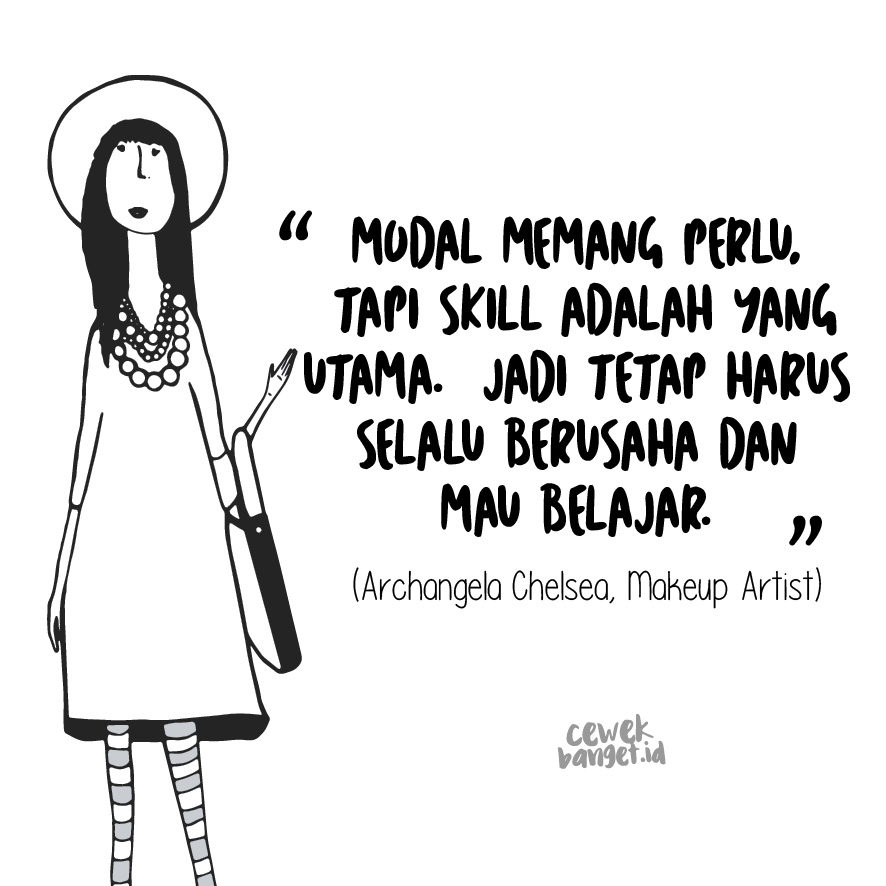 “ MODAL MEMANG PERLU,
TAPI SKILL ADALAH YANG
UTAMA. JADI TETAP HARUS
SELALU BERUSAHA DAN
MAU BELAJAR. ”
(Archangela Chelsea, Makeup Artist)
cewek
banget.id